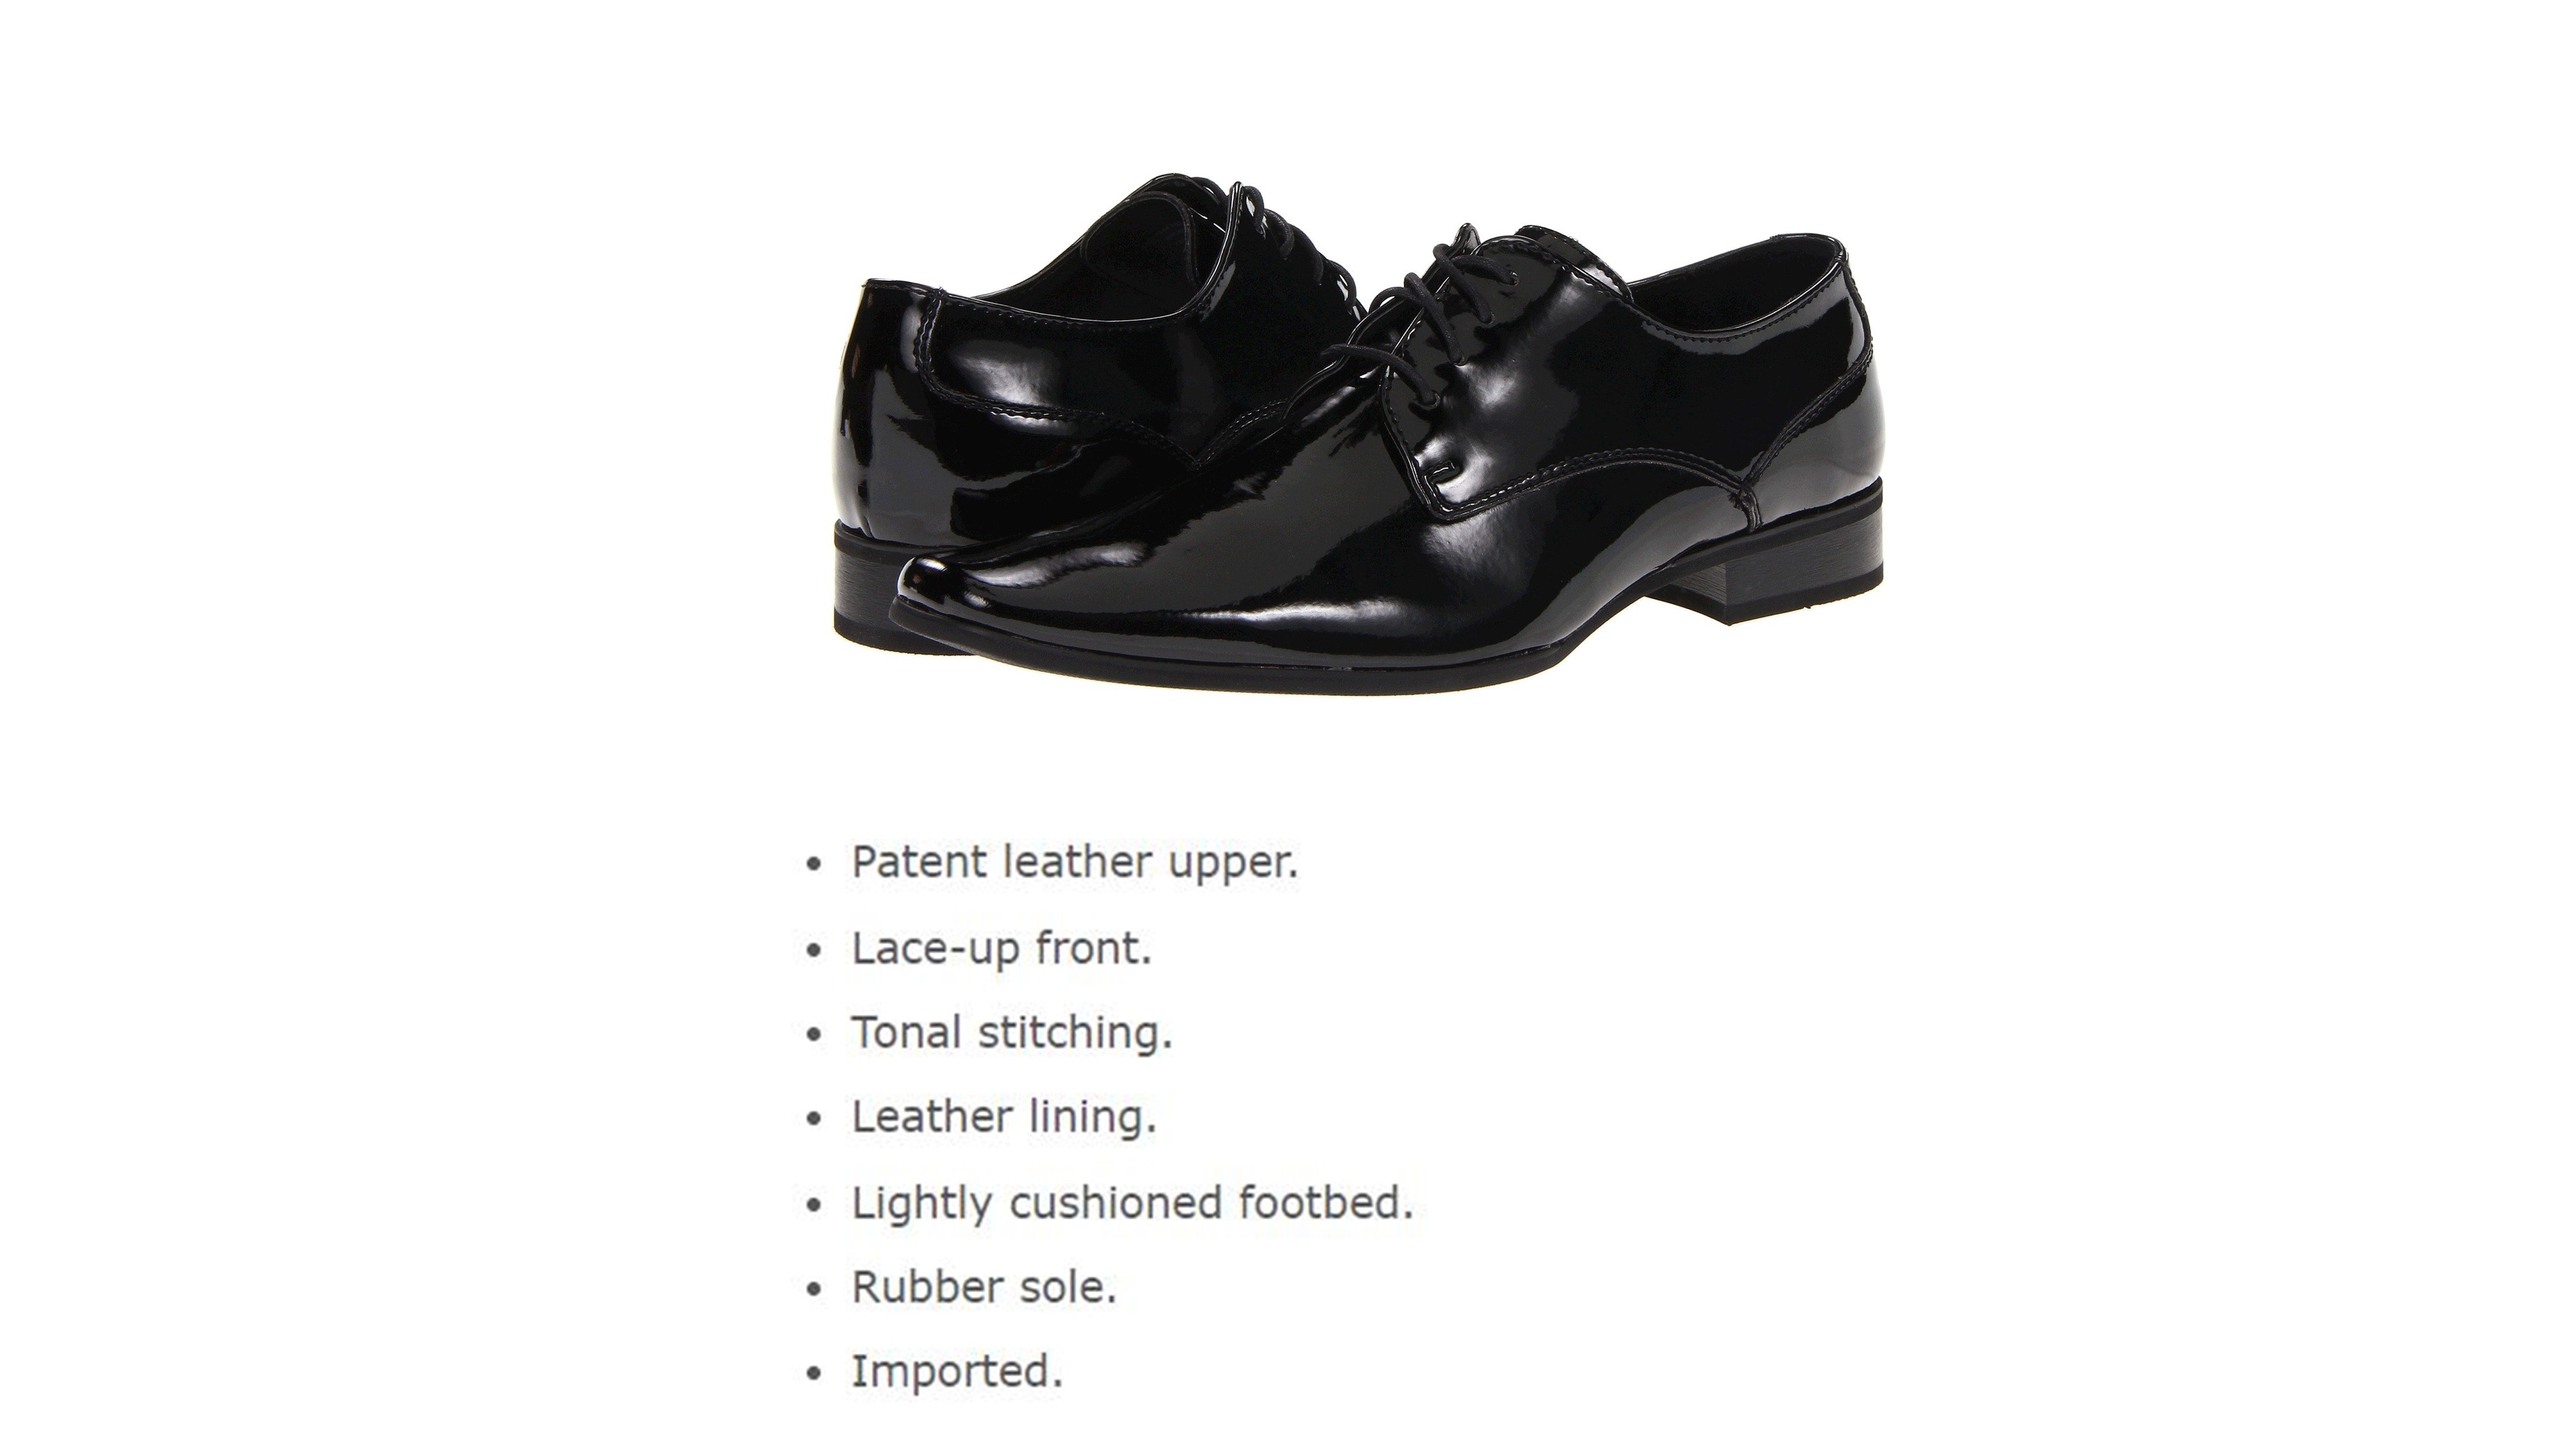 • Patent leather upper.
• Lace-up front.
• Tonal stitching.
• Leather lining.
• Lightly cushioned footbed.
• Rubber sole.
• Imported.